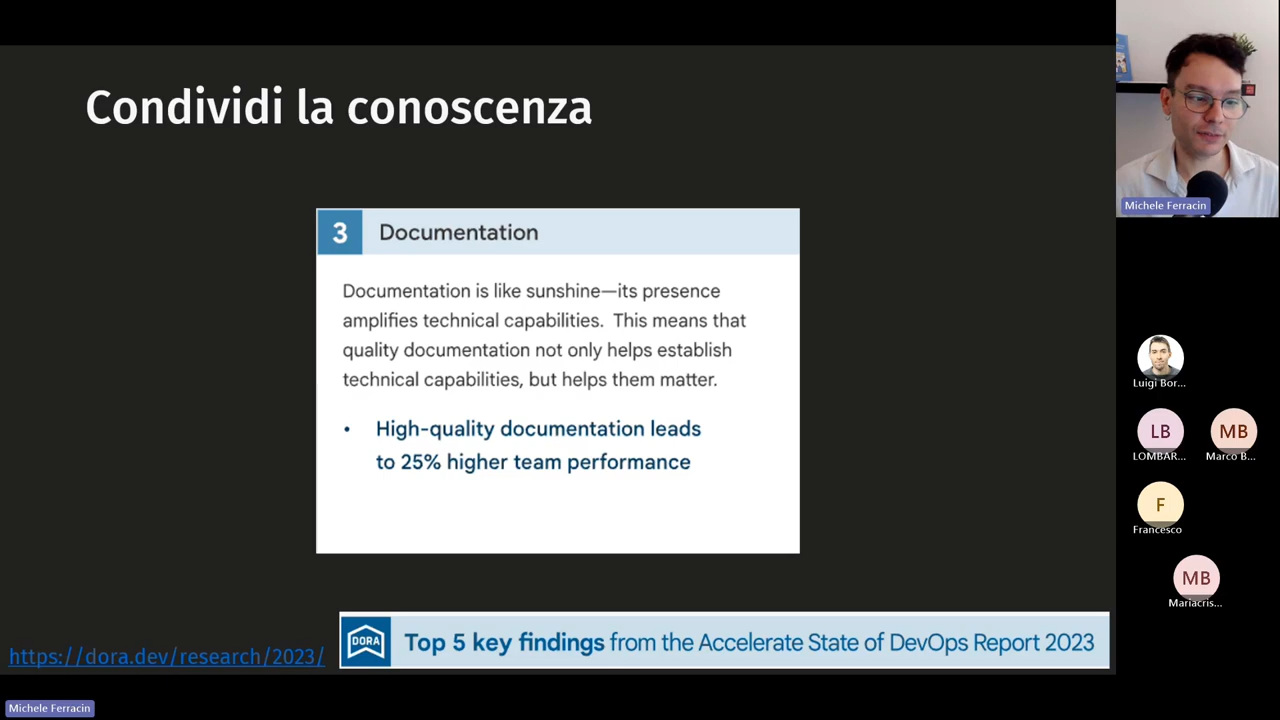 Condividi la conoscenza
3 Documentation
Documentation is like sunshine—its presence
amplifies technical capabilities. This means that
quality documentation not only helps establish
technical capabilities, but helps them matter.
• High-quality documentation leads
to 25% higher team performance
https://dora.dev/research/2023/
DORA
Top 5 key findings from the Accelerate State of DevOps Report 2023
Michele Ferracin
Michele Ferracin
Luigi Bor...
LB
LOMBAR...
MB
Marco B...
F
Francesco
MB
Mariacris...